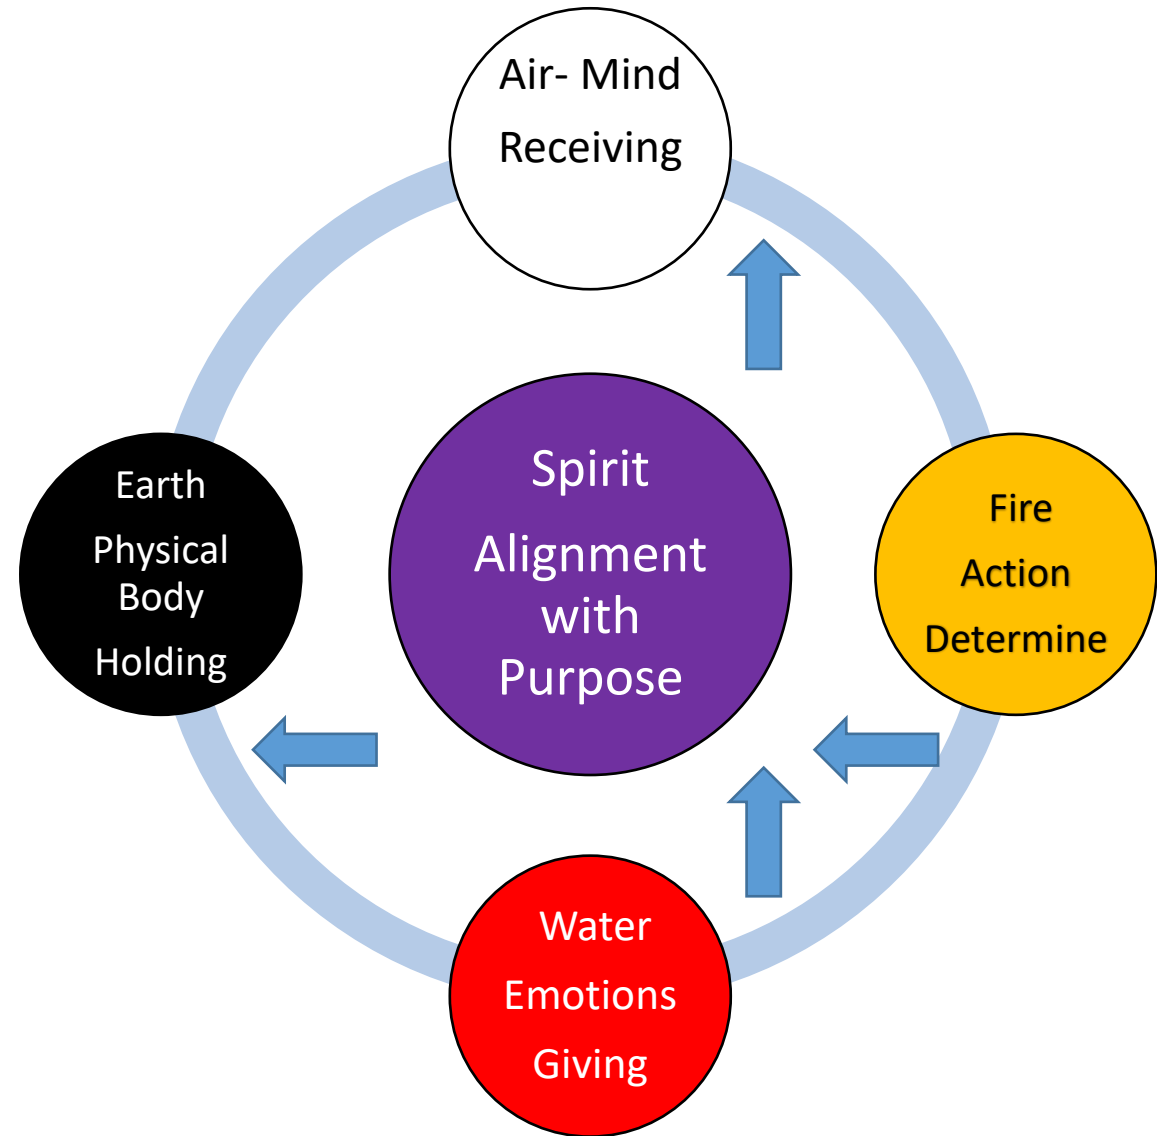 Air- Mind
Receiving
Earth
Physical
Body
Holding
Spirit
Alignment
with
Purpose
Fire
Action
Determine
Water
Emotions
Giving